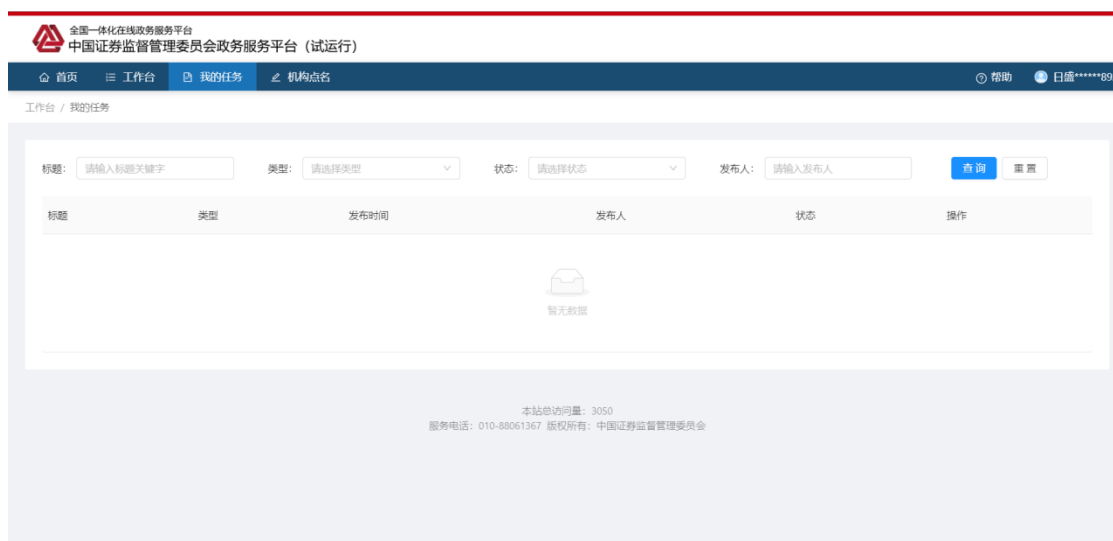 全国一体化在线政务服务平台
中国证券监督管理委员会政务服务平台（试运行）
首页 工作台 我的任务 机构点名 帮助 日盛******89
工作台 / 我的任务
标题： 请输入标题关键字 类型： 请选择类型 状态： 请选择状态 发布人： 请输入发布人 查询 重置
标题 类型 发布时间 发布人 状态 操作
暂无数据
本站总访问量：3050
服务电话：010-88061367 版权所有：中国证券监督管理委员会